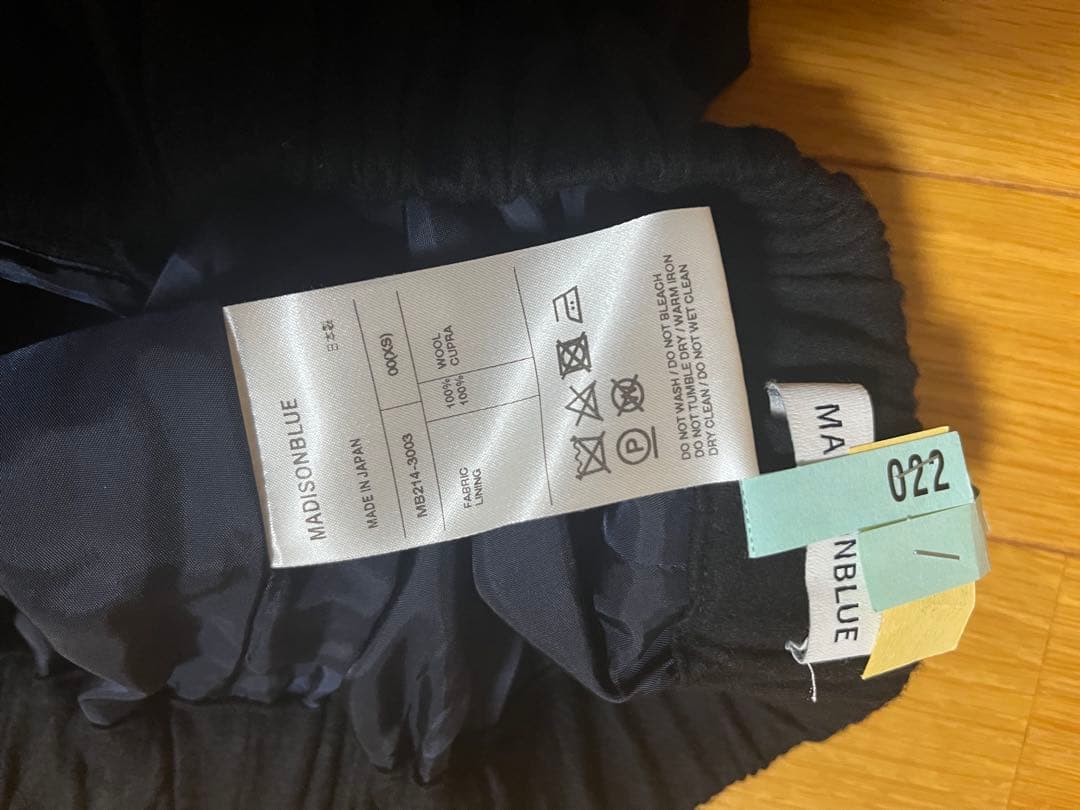 MADISONBLUE
MADE IN JAPAN 日本製
MB214-3003 00(XS)
FABRIC 100% WOOL
LINING 100% CUPRA
P
DO NOT WASH / DO NOT BLEACH
DO NOT TUMBLE DRY / WARM IRON
DRY CLEAN / DO NOT WET CLEAN
MA
NBLUE
022